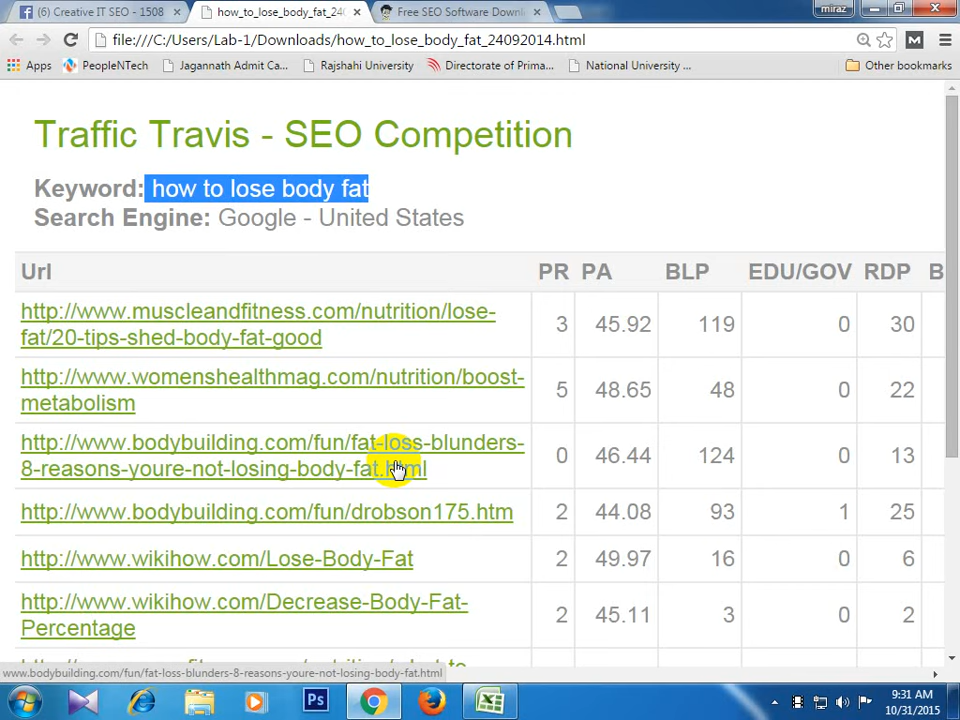 (6) Creative IT SEO - 1508
how_to_lose_body_fat_24
Free SEO Software Downl
miraz
file:///C:/Users/Lab-1/Downloads/how_to_lose_body_fat_24092014.html
Apps
PeopleNTech
Jagannath Admit Ca...
Rajshahi University
Directorate of Prima...
National University ...
Other bookmarks
Traffic Travis - SEO Competition
Keyword: how to lose body fat
Search Engine: Google - United States
Url PR PA BLP EDU/GOV RDP B
http://www.muscleandfitness.com/nutrition/lose-
fat/20-tips-shed-body-fat-good
3 45.92 119 0 30
http://www.womenshealthmag.com/nutrition/boost-
metabolism
5 48.65 48 0 22
http://www.bodybuilding.com/fun/fat-loss-blunders-
8-reasons-youre-not-losing-body-fat.html
0 46.44 124 0 13
http://www.bodybuilding.com/fun/drobson175.htm 2 44.08 93 1 25
http://www.wikihow.com/Lose-Body-Fat 2 49.97 16 0 6
http://www.wikihow.com/Decrease-Body-Fat-
Percentage
2 45.11 3 0 2
www.bodybuilding.com/fun/fat-loss-blunders-8-reasons-youre-not-losing-body-fat.html
Ps
9:31 AM
10/31/2015